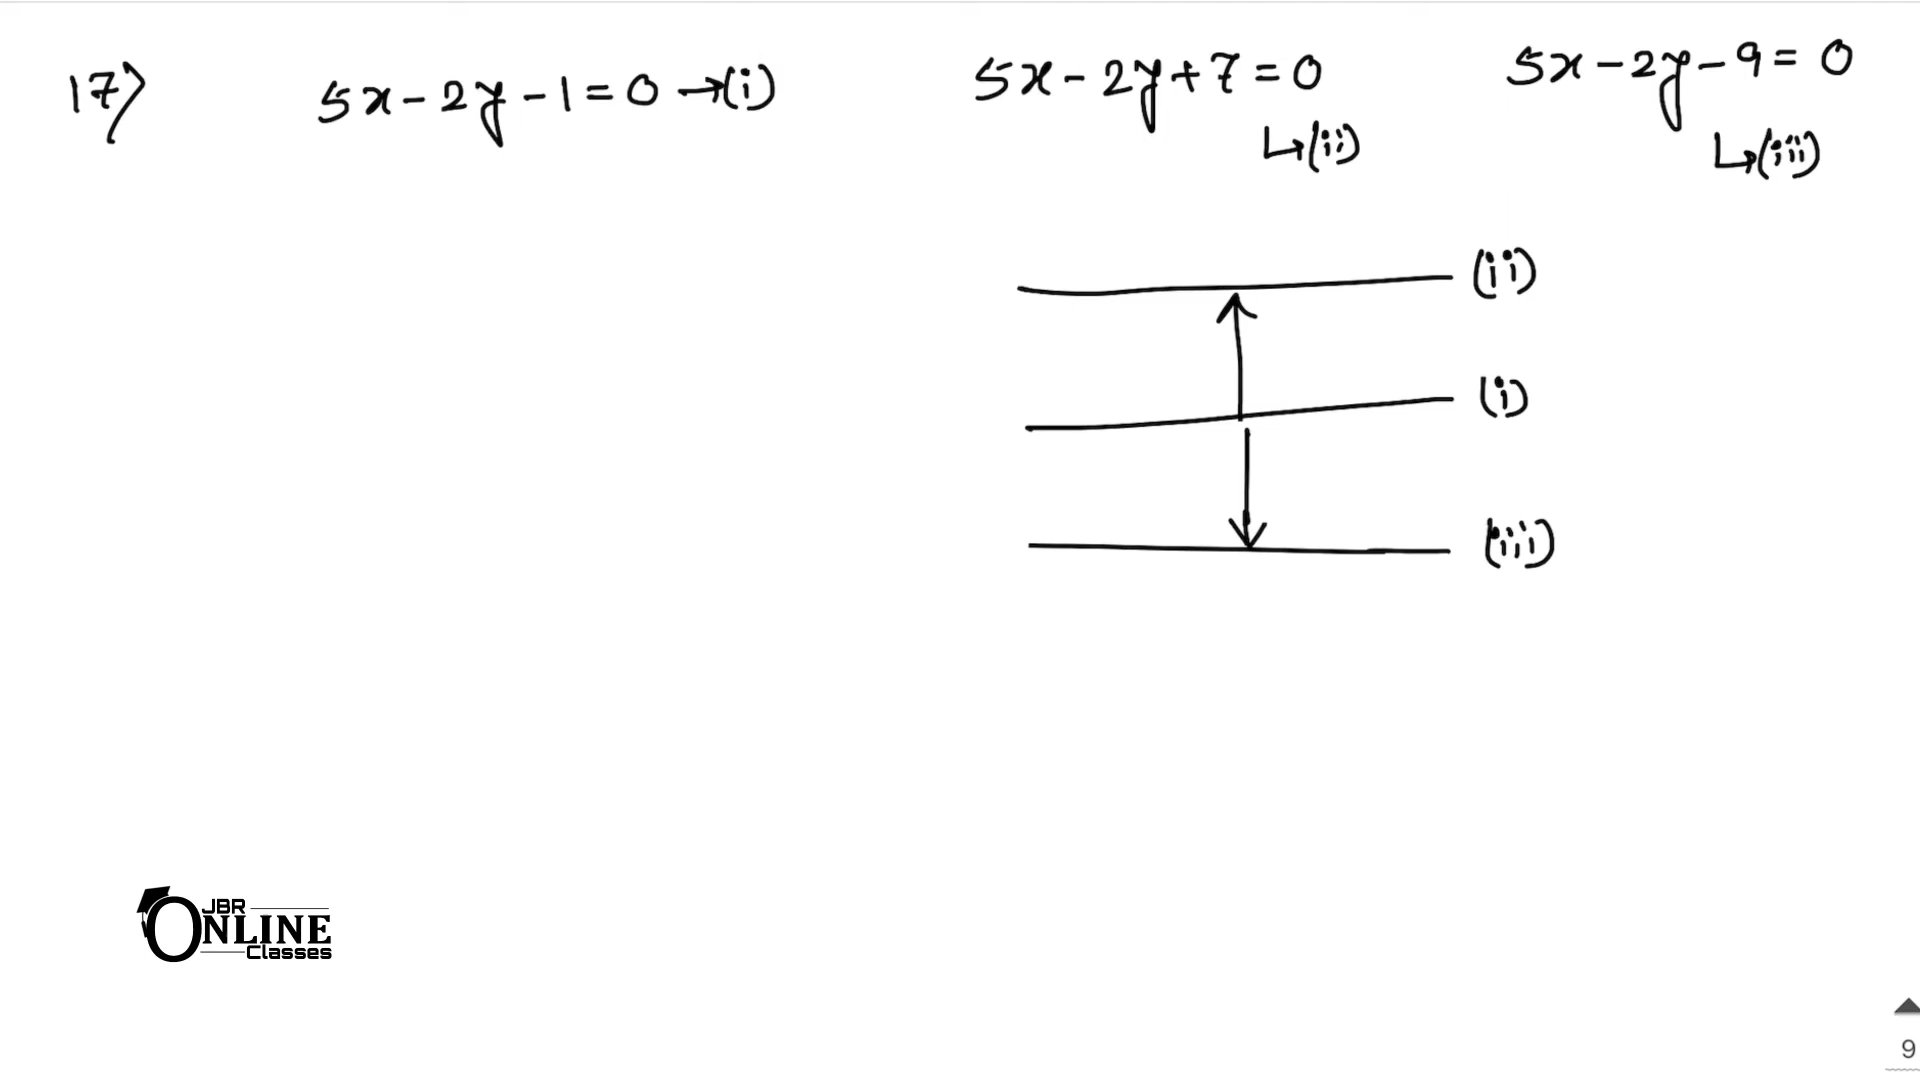 17) 5x - 2y - 1 = 0 → (i) 5x - 2y + 7 = 0 5x - 2y - 9 = 0
↳ (ii) ↳ (iii)
(ii)
(i)
(iii)
JBR
ONLINE
Classes
9